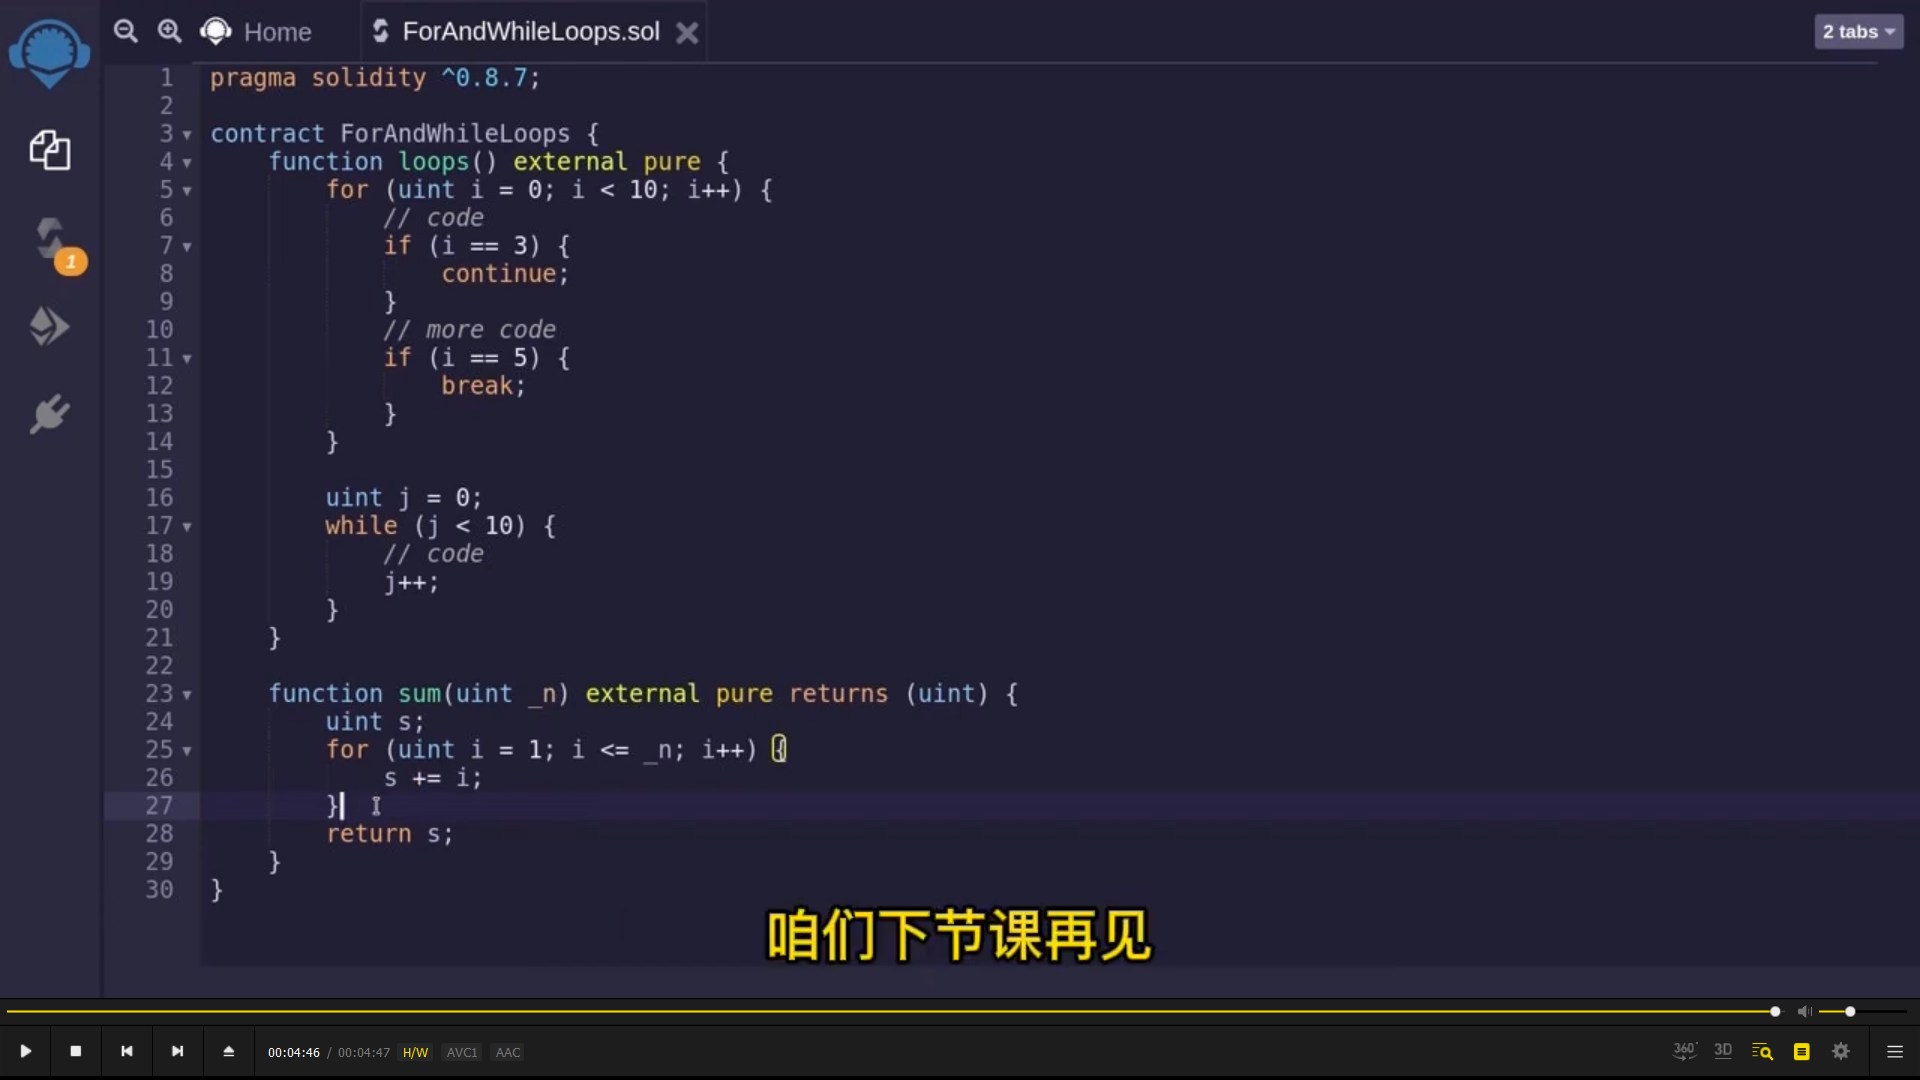 Home
ForAndWhileLoops.sol
2 tabs
1 pragma solidity ^0.8.7;
2
3 contract ForAndWhileLoops {
4     function loops() external pure {
5         for (uint i = 0; i < 10; i++) {
6             // code
7             if (i == 3) {
8                 continue;
9             }
10             // more code
11             if (i == 5) {
12                 break;
13             }
14         }
15
16         uint j = 0;
17         while (j < 10) {
18             // code
19             j++;
20         }
21     }
22
23     function sum(uint _n) external pure returns (uint) {
24         uint s;
25         for (uint i = 1; i <= _n; i++) {
26             s += i;
27         }
28         return s;
29     }
30 }
1
咱们下节课再见
00:04:46 / 00:04:47 H/W AVC1 AAC
360° 3D